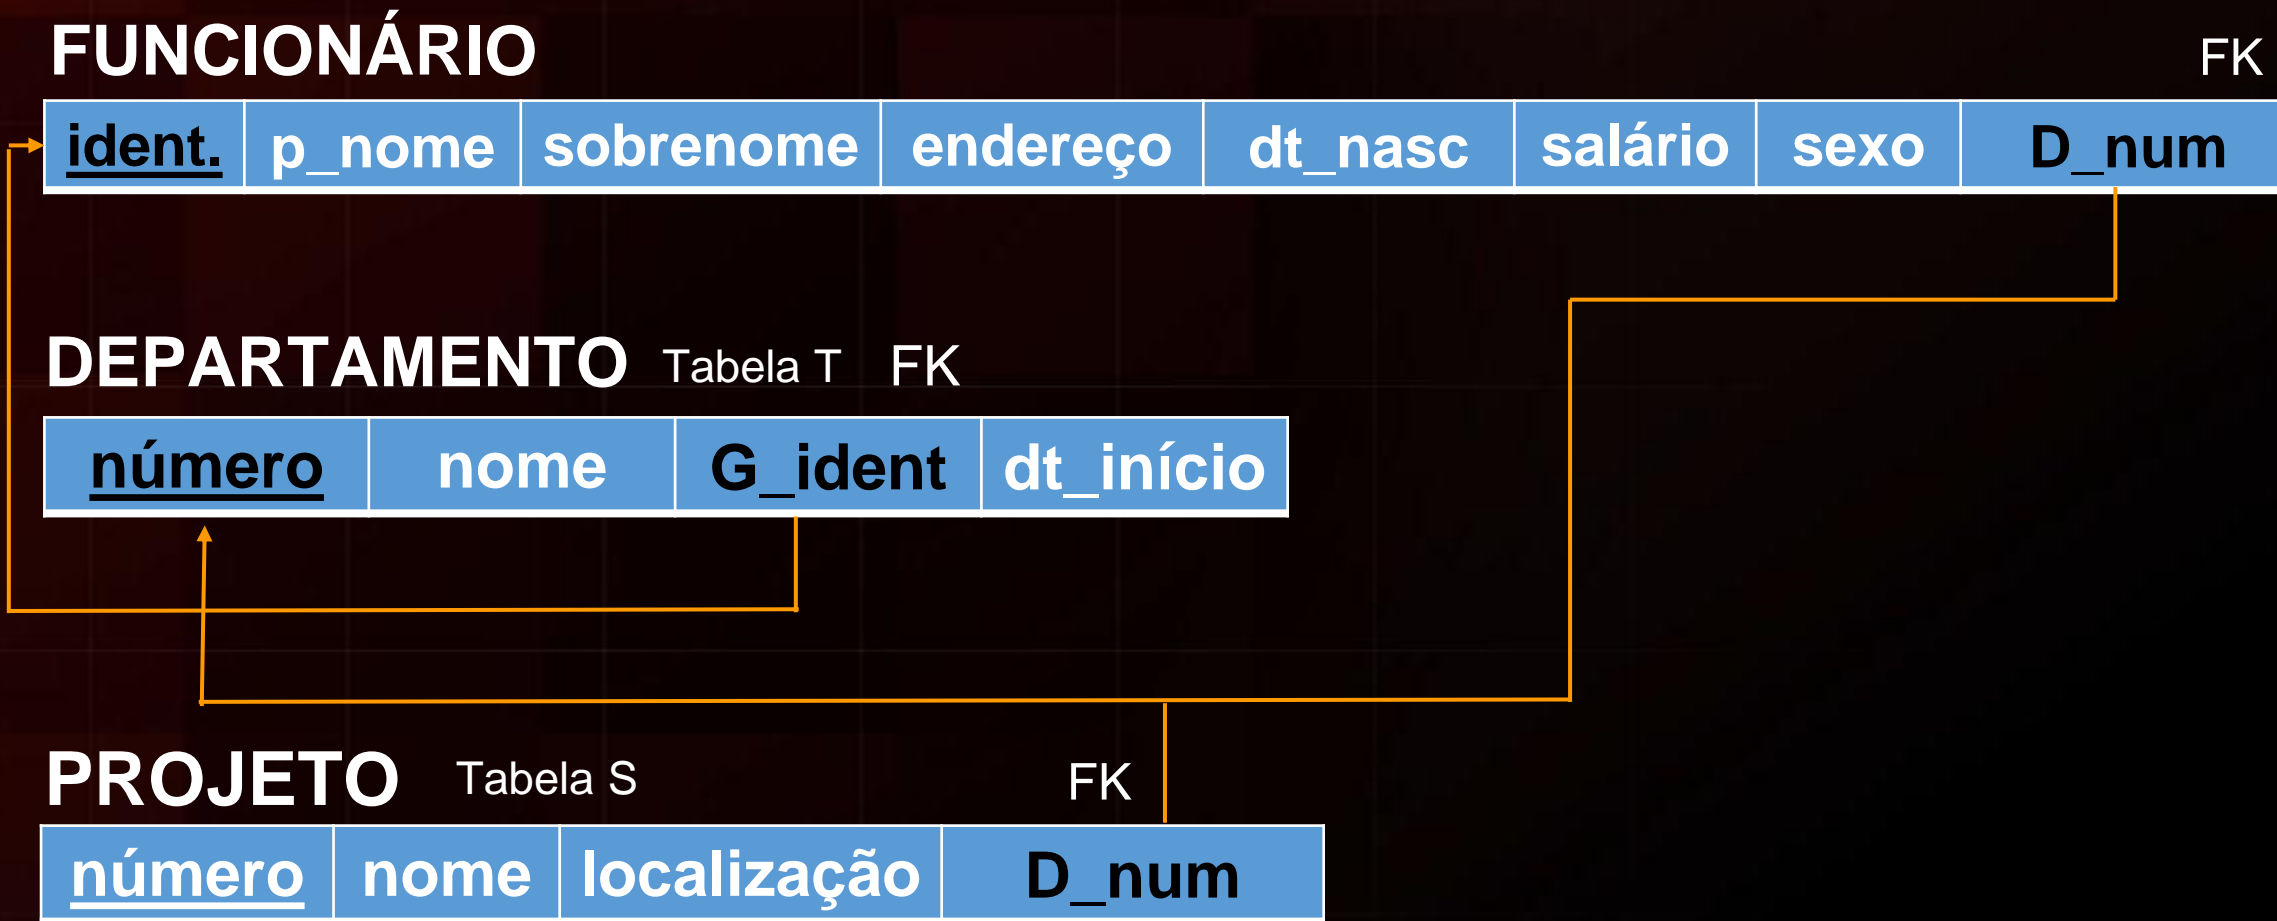 FUNCIONÁRIO FK
ident. p_nome sobrenome endereço dt_nasc salário sexo D_num
DEPARTAMENTO Tabela T FK
número nome G_ident dt_início
PROJETO Tabela S FK
número nome localização D_num